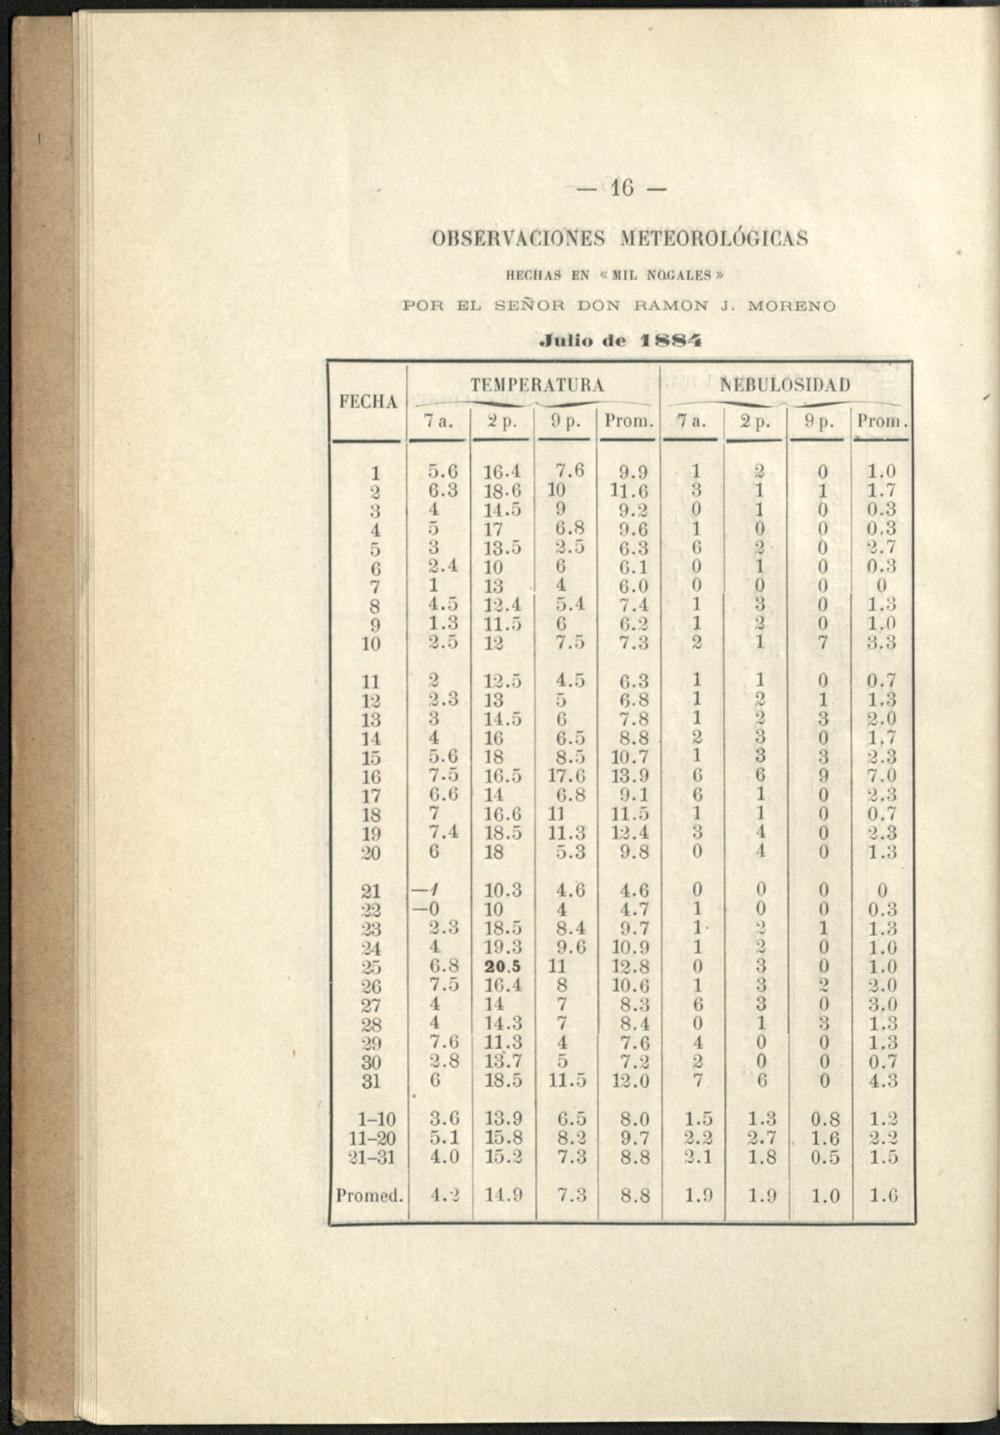 — 16 —
OBSERVACIONES METEOROLÓGICAS
HECHAS EN « MIL NOGALES »
POR EL SEÑOR DON RAMON J. MORENO
Julio de 1884
FECHA TEMPERATURA NEBULOSIDAD
7 a. 2 p. 9 p. Prom. 7 a. 2 p. 9 p. Prom.
1 5.6 16.4 7.6 9.9 1 2 0 1.0
2 6.3 18.6 10 11.6 3 1 1 1.7
3 4 14.5 9 9.2 0 1 0 0.3
4 5 17 6.8 9.6 1 0 0 0.3
5 3 13.5 2.5 6.3 6 2 0 2.7
6 2.4 10 6 6.1 0 1 0 0.3
7 1 13 4 6.0 0 0 0 0
8 4.5 12.4 5.4 7.4 1 3 0 1.3
9 1.3 11.5 6 6.2 1 2 0 1.0
10 2.5 12 7.5 7.3 2 1 7 3.3
11 2 12.5 4.5 6.3 1 1 0 0.7
12 2.3 13 5 6.8 1 2 1 1.3
13 3 14.5 6 7.8 1 2 3 2.0
14 4 16 6.5 8.8 2 3 0 1.7
15 5.6 18 8.5 10.7 1 3 3 2.3
16 7.5 16.5 17.6 13.9 6 6 9 7.0
17 6.6 14 6.8 9.1 6 1 0 2.3
18 7 16.6 11 11.5 1 1 0 0.7
19 7.4 18.5 11.3 12.4 3 4 0 2.3
20 6 18 5.3 9.8 0 4 0 1.3
21 —1 10.3 4.6 4.6 0 0 0 0
22 —0 10 4 4.7 1 0 0 0.3
23 2.3 18.5 8.4 9.7 1 2 1 1.3
24 4 19.3 9.6 10.9 1 2 0 1.0
25 6.8 20.5 11 12.8 0 3 0 1.0
26 7.5 16.4 8 10.6 1 3 2 2.0
27 4 14 7 8.3 6 3 0 3.0
28 4 14.3 7 8.4 0 1 3 1.3
29 7.6 11.3 4 7.6 4 0 0 1.3
30 2.8 13.7 5 7.2 2 0 0 0.7
31 6 18.5 11.5 12.0 7 6 0 4.3
1–10 3.6 13.9 6.5 8.0 1.5 1.3 0.8 1.2
11–20 5.1 15.8 8.2 9.7 2.2 2.7 1.6 2.2
21–31 4.0 15.2 7.3 8.8 2.1 1.8 0.5 1.5
Promed. 4.2 14.9 7.3 8.8 1.9 1.9 1.0 1.6